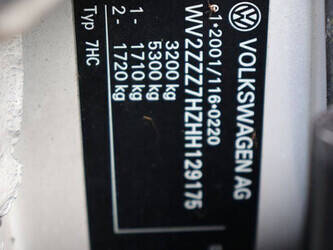 VOLKSWAGEN AG
e1*2001/116*0220
WV2ZZZ7HZHH129175
3200 kg
5300 kg
1- 1710 kg
2- 1720 kg
Typ 7HC